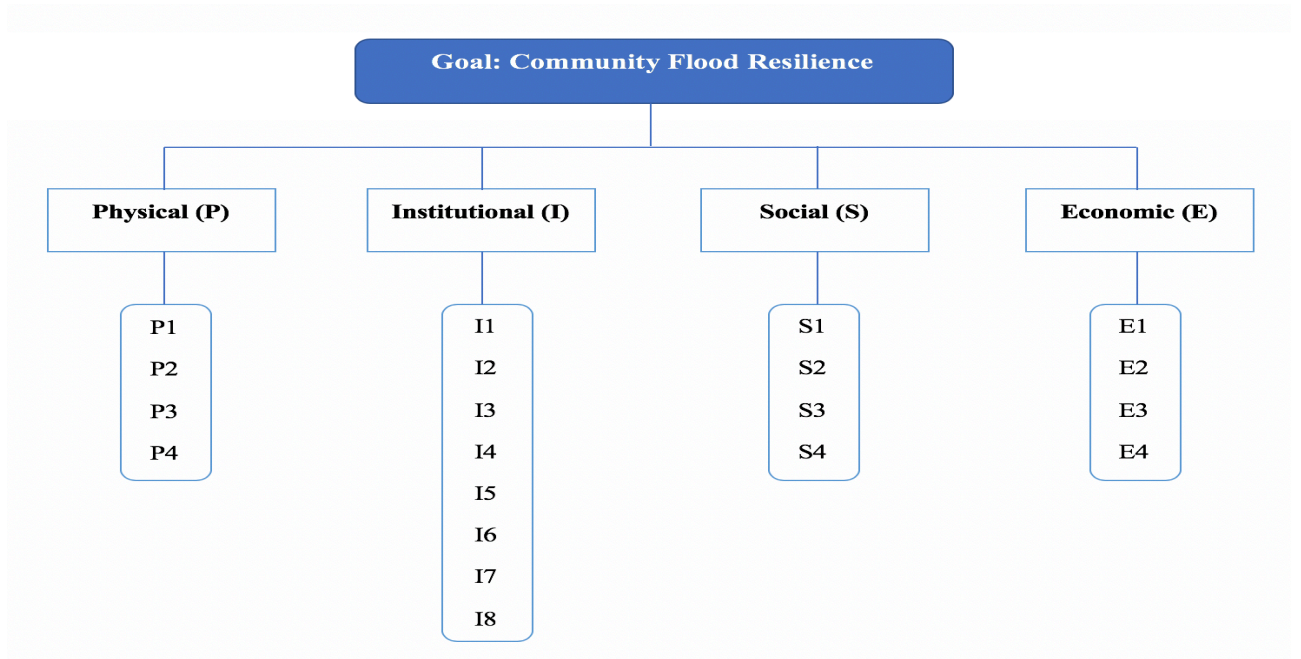 Goal: Community Flood Resilience
Physical (P)
Institutional (I)
Social (S)
Economic (E)
P1
P2
P3
P4
I1
I2
I3
I4
I5
I6
I7
I8
S1
S2
S3
S4
E1
E2
E3
E4